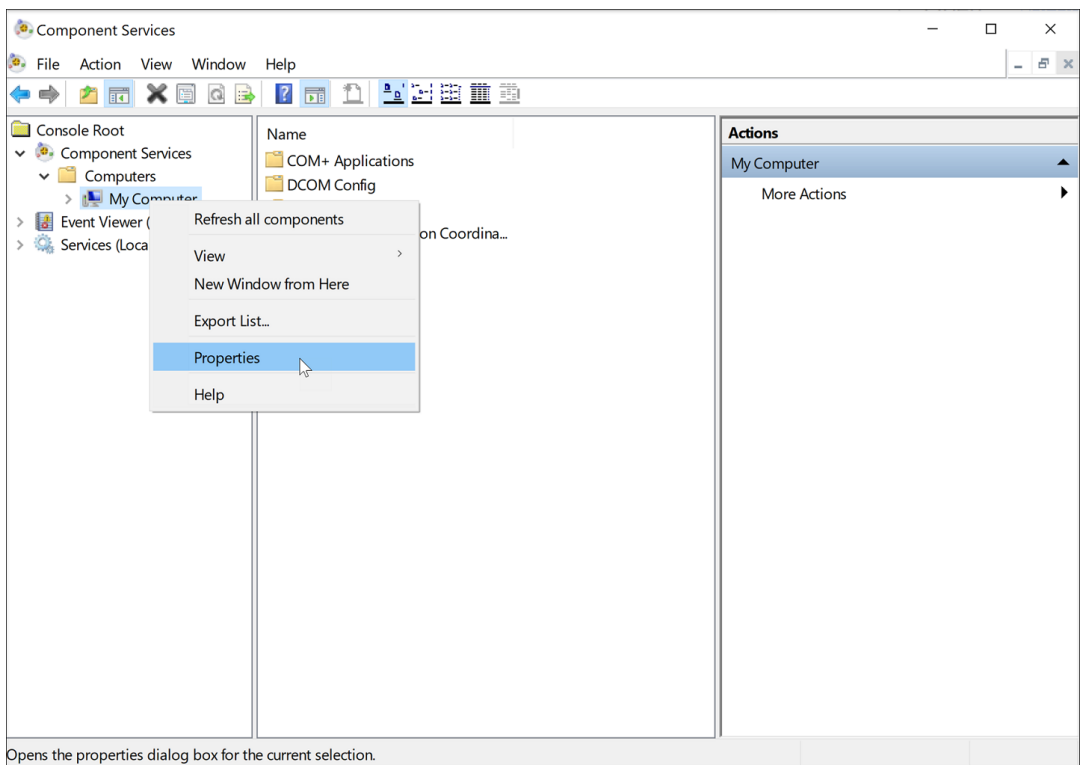 Component Services
File Action View Window Help
Console Root
Component Services
Computers
My Computer
Event Viewer (
Services (Loca
Name
COM+ Applications
DCOM Config
on Coordina...
Refresh all components
View
New Window from Here
Export List...
Properties
Help
Actions
My Computer
More Actions
Opens the properties dialog box for the current selection.